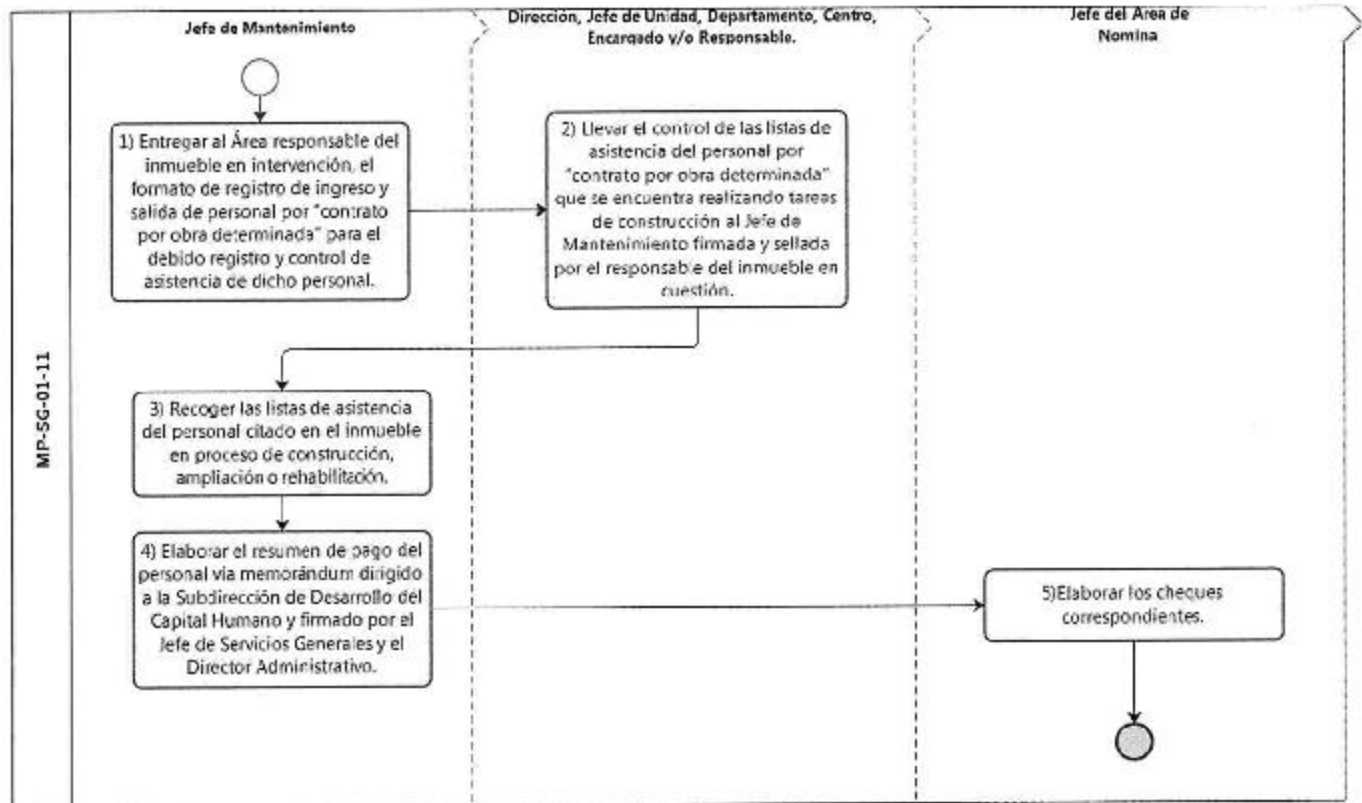 Jefe de Mantenimiento
Dirección, Jefe de Unidad, Departamento, Centro,
Encargado y/o Responsable.
Jefe del Area de
Nomina
MP-SG-01-11
1) Entregar al Área responsable del
inmueble en intervención, el
formato de registro de ingreso y
salida de personal por "contrato
por obra determinada" para el
debido registro y control de
asistencia de dicho personal.
2) Llevar el control de las listas de
asistencia del personal por
"contrato por obra determinada"
que se encuentra realizando tareas
de construcción al Jefe de
Mantenimiento firmada y sellada
por el responsable del inmueble en
cuestión.
3) Recoger las listas de asistencia
del personal citado en el inmueble
en proceso de construcción,
ampliación o rehabilitación.
4) Elaborar el resumen de pago del
personal via memorándum dirigido
a la Subdirección de Desarrollo del
Capital Humano y firmado por el
Jefe de Servicios Generales y el
Director Administrativo.
5)Elaborar los cheques
correspondientes.